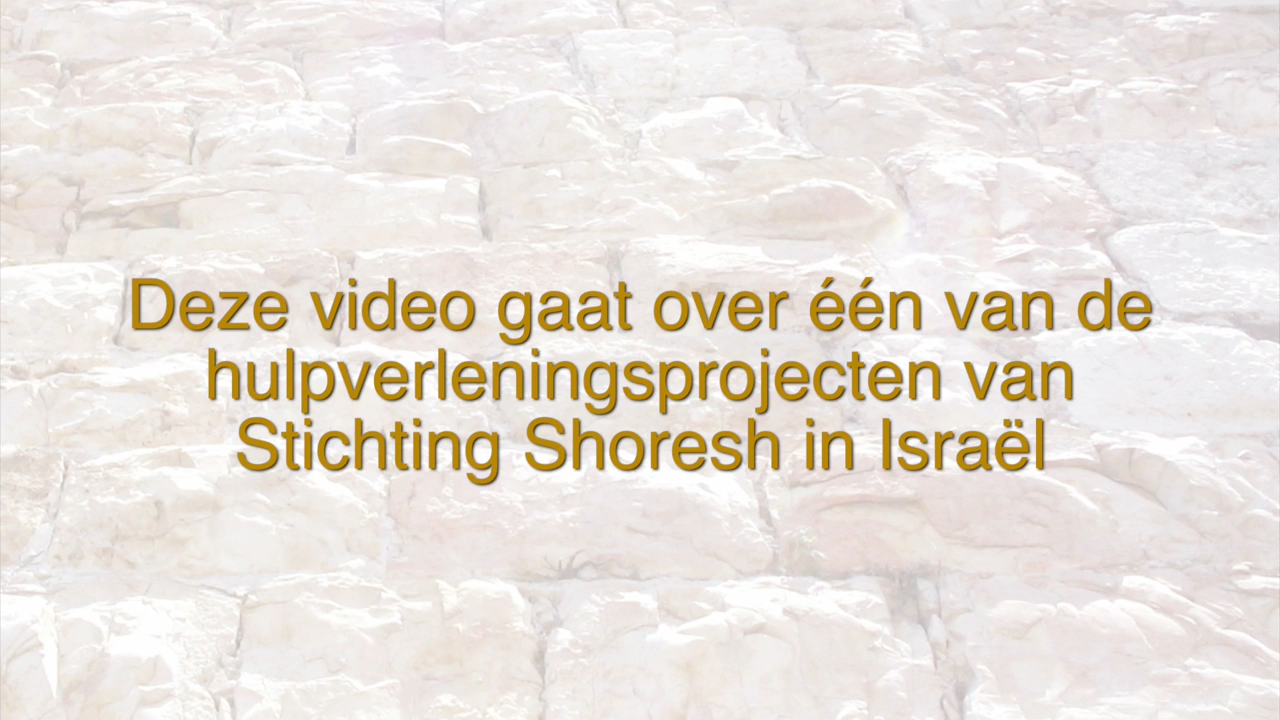 Deze video gaat over één van de
hulpverleningsprojecten van
Stichting Shoresh in Israël